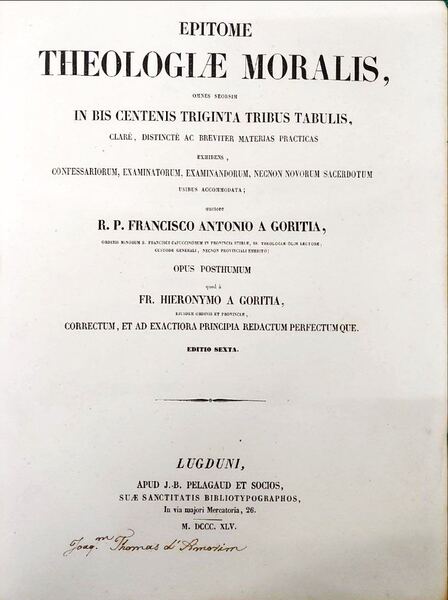 EPITOME
THEOLOGIÆ MORALIS,
OMNES SEORSIM
IN BIS CENTENIS TRIGINTA TRIBUS TABULIS,
CLARÈ, DISTINCTÈ AC BREVITER MATERIAS PRACTICAS
EXHIBENS,
CONFESSARIORUM, EXAMINATORUM, EXAMINANDORUM, NECNON NOVORUM SACERDOTUM
USIBUS ACCOMMODATA;
auctore
R. P. FRANCISCO ANTONIO A GORITIA,
ORDINIS MINORUM S. FRANCISCI CAPUCCINORUM IN PROVINCIA STIRIÆ, SS. THEOLOGIÆ OLIM LECTORE;
CUSTODE GENERALI, NECNON PROVINCIALI EMERITO;
OPUS POSTHUMUM
quod à
FR. HIERONYMO A GORITIA,
EJUSDEM ORDINIS ET PROVINCIÆ,
CORRECTUM, ET AD EXACTIORA PRINCIPIA REDACTUM PERFECTUMQUE.
EDITIO SEXTA.
LUGDUNI,
APUD J.-B. PELAGAUD ET SOCIOS,
SUÆ SANCTITATIS BIBLIOTYPOGRAPHOS,
In via majori Mercatoria, 26.
M. DCCC. XLV.
Joaq.m Thomas d'Amorim